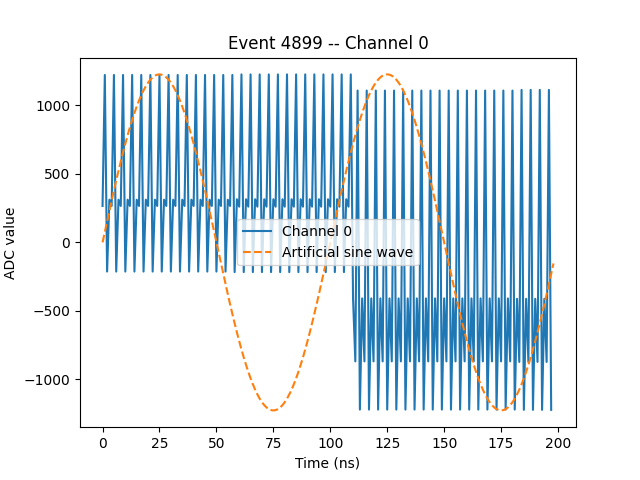 Event 4899 -- Channel 0
ADC value
1000
500
0
−500
−1000
Channel 0
Artificial sine wave
0 25 50 75 100 125 150 175 200
Time (ns)